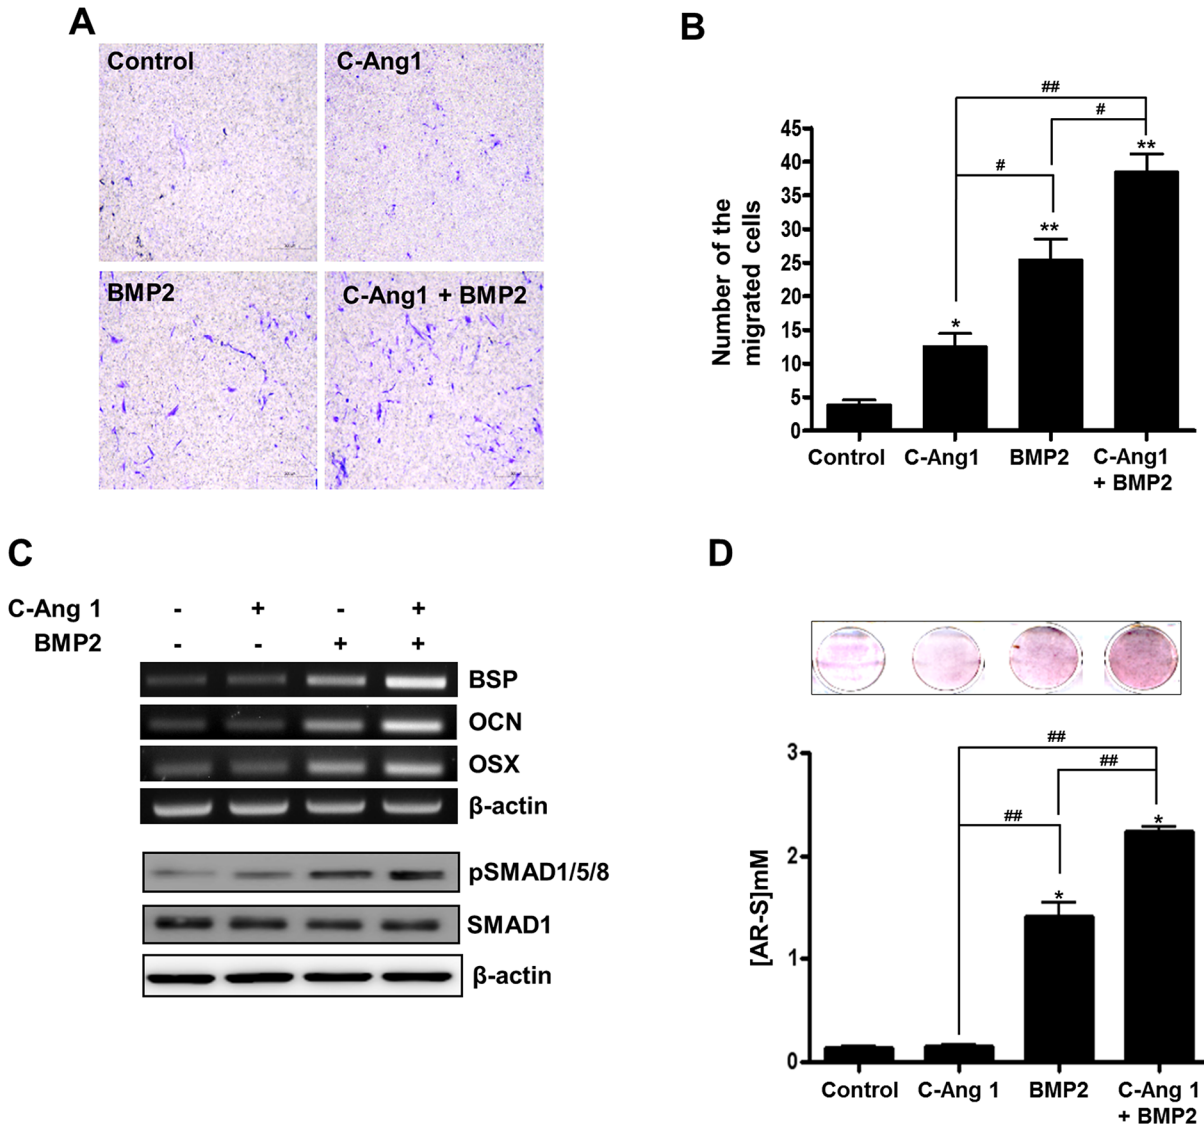 A
Control
C-Ang1
BMP2
C-Ang1 + BMP2
B
##
#
#
**
**
*
45
40
35
30
25
20
15
10
5
0
Number of the
migrated cells
Control
C-Ang1
BMP2
C-Ang1
+ BMP2
C
C-Ang 1 - + - +
BMP2 - - + +
BSP
OCN
OSX
β-actin
pSMAD1/5/8
SMAD1
β-actin
D
##
##
##
*
*
3
2
1
0
[AR-S]mM
Control
C-Ang 1
BMP2
C-Ang 1
+ BMP2